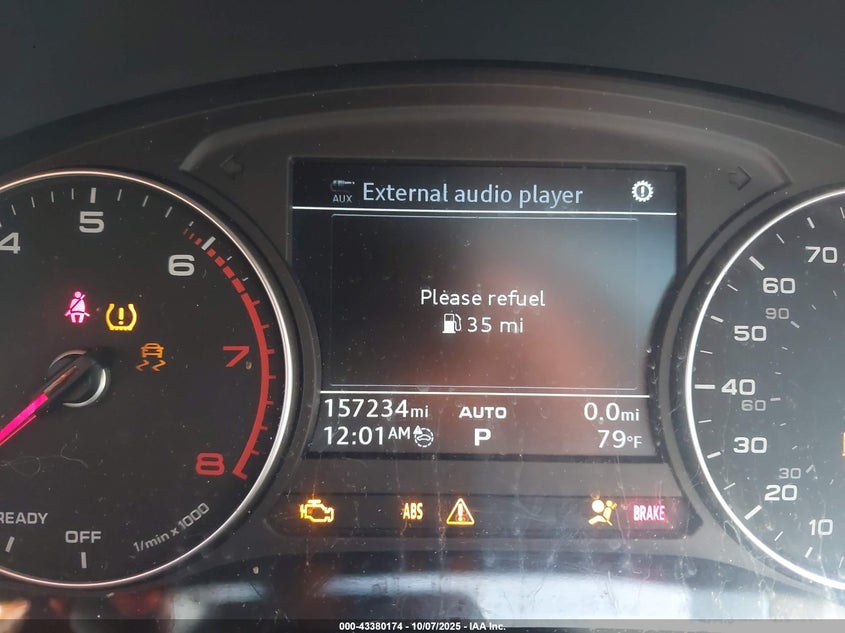 AUX External audio player
Please refuel
35 mi
157234mi AUTO 0.0mi
12:01AM P 79°F
4
5
6
7
8
READY
OFF
1/min x 1000
ABS
BRAKE
70
60
90
50
40
60
30
30
20
10
000-43380174 - 10/07/2025 - IAA Inc.